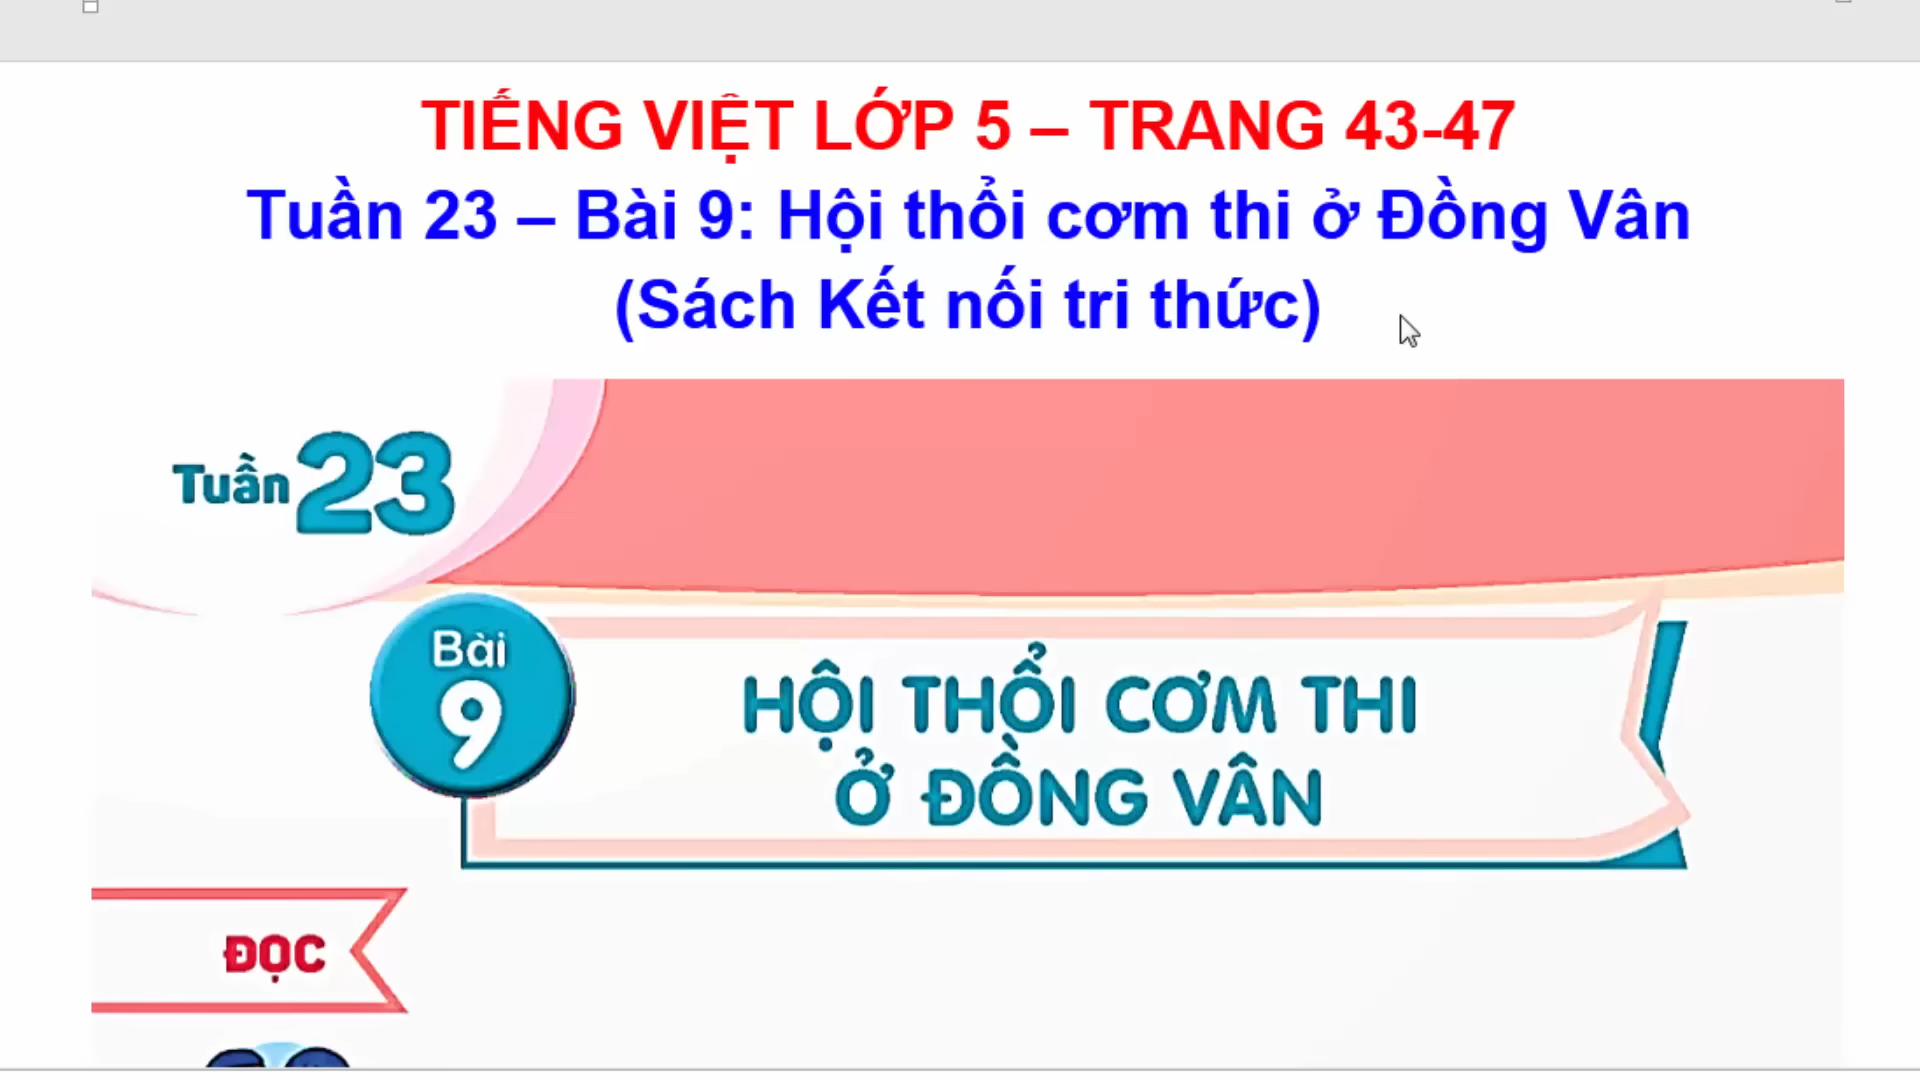 TIẾNG VIỆT LỚP 5 – TRANG 43-47
Tuần 23 – Bài 9: Hội thổi cơm thi ở Đồng Vân
(Sách Kết nối tri thức)
Tuần 23
Bài
9
HỘI THỔI CƠM THI
Ở ĐỒNG VÂN
ĐỌC